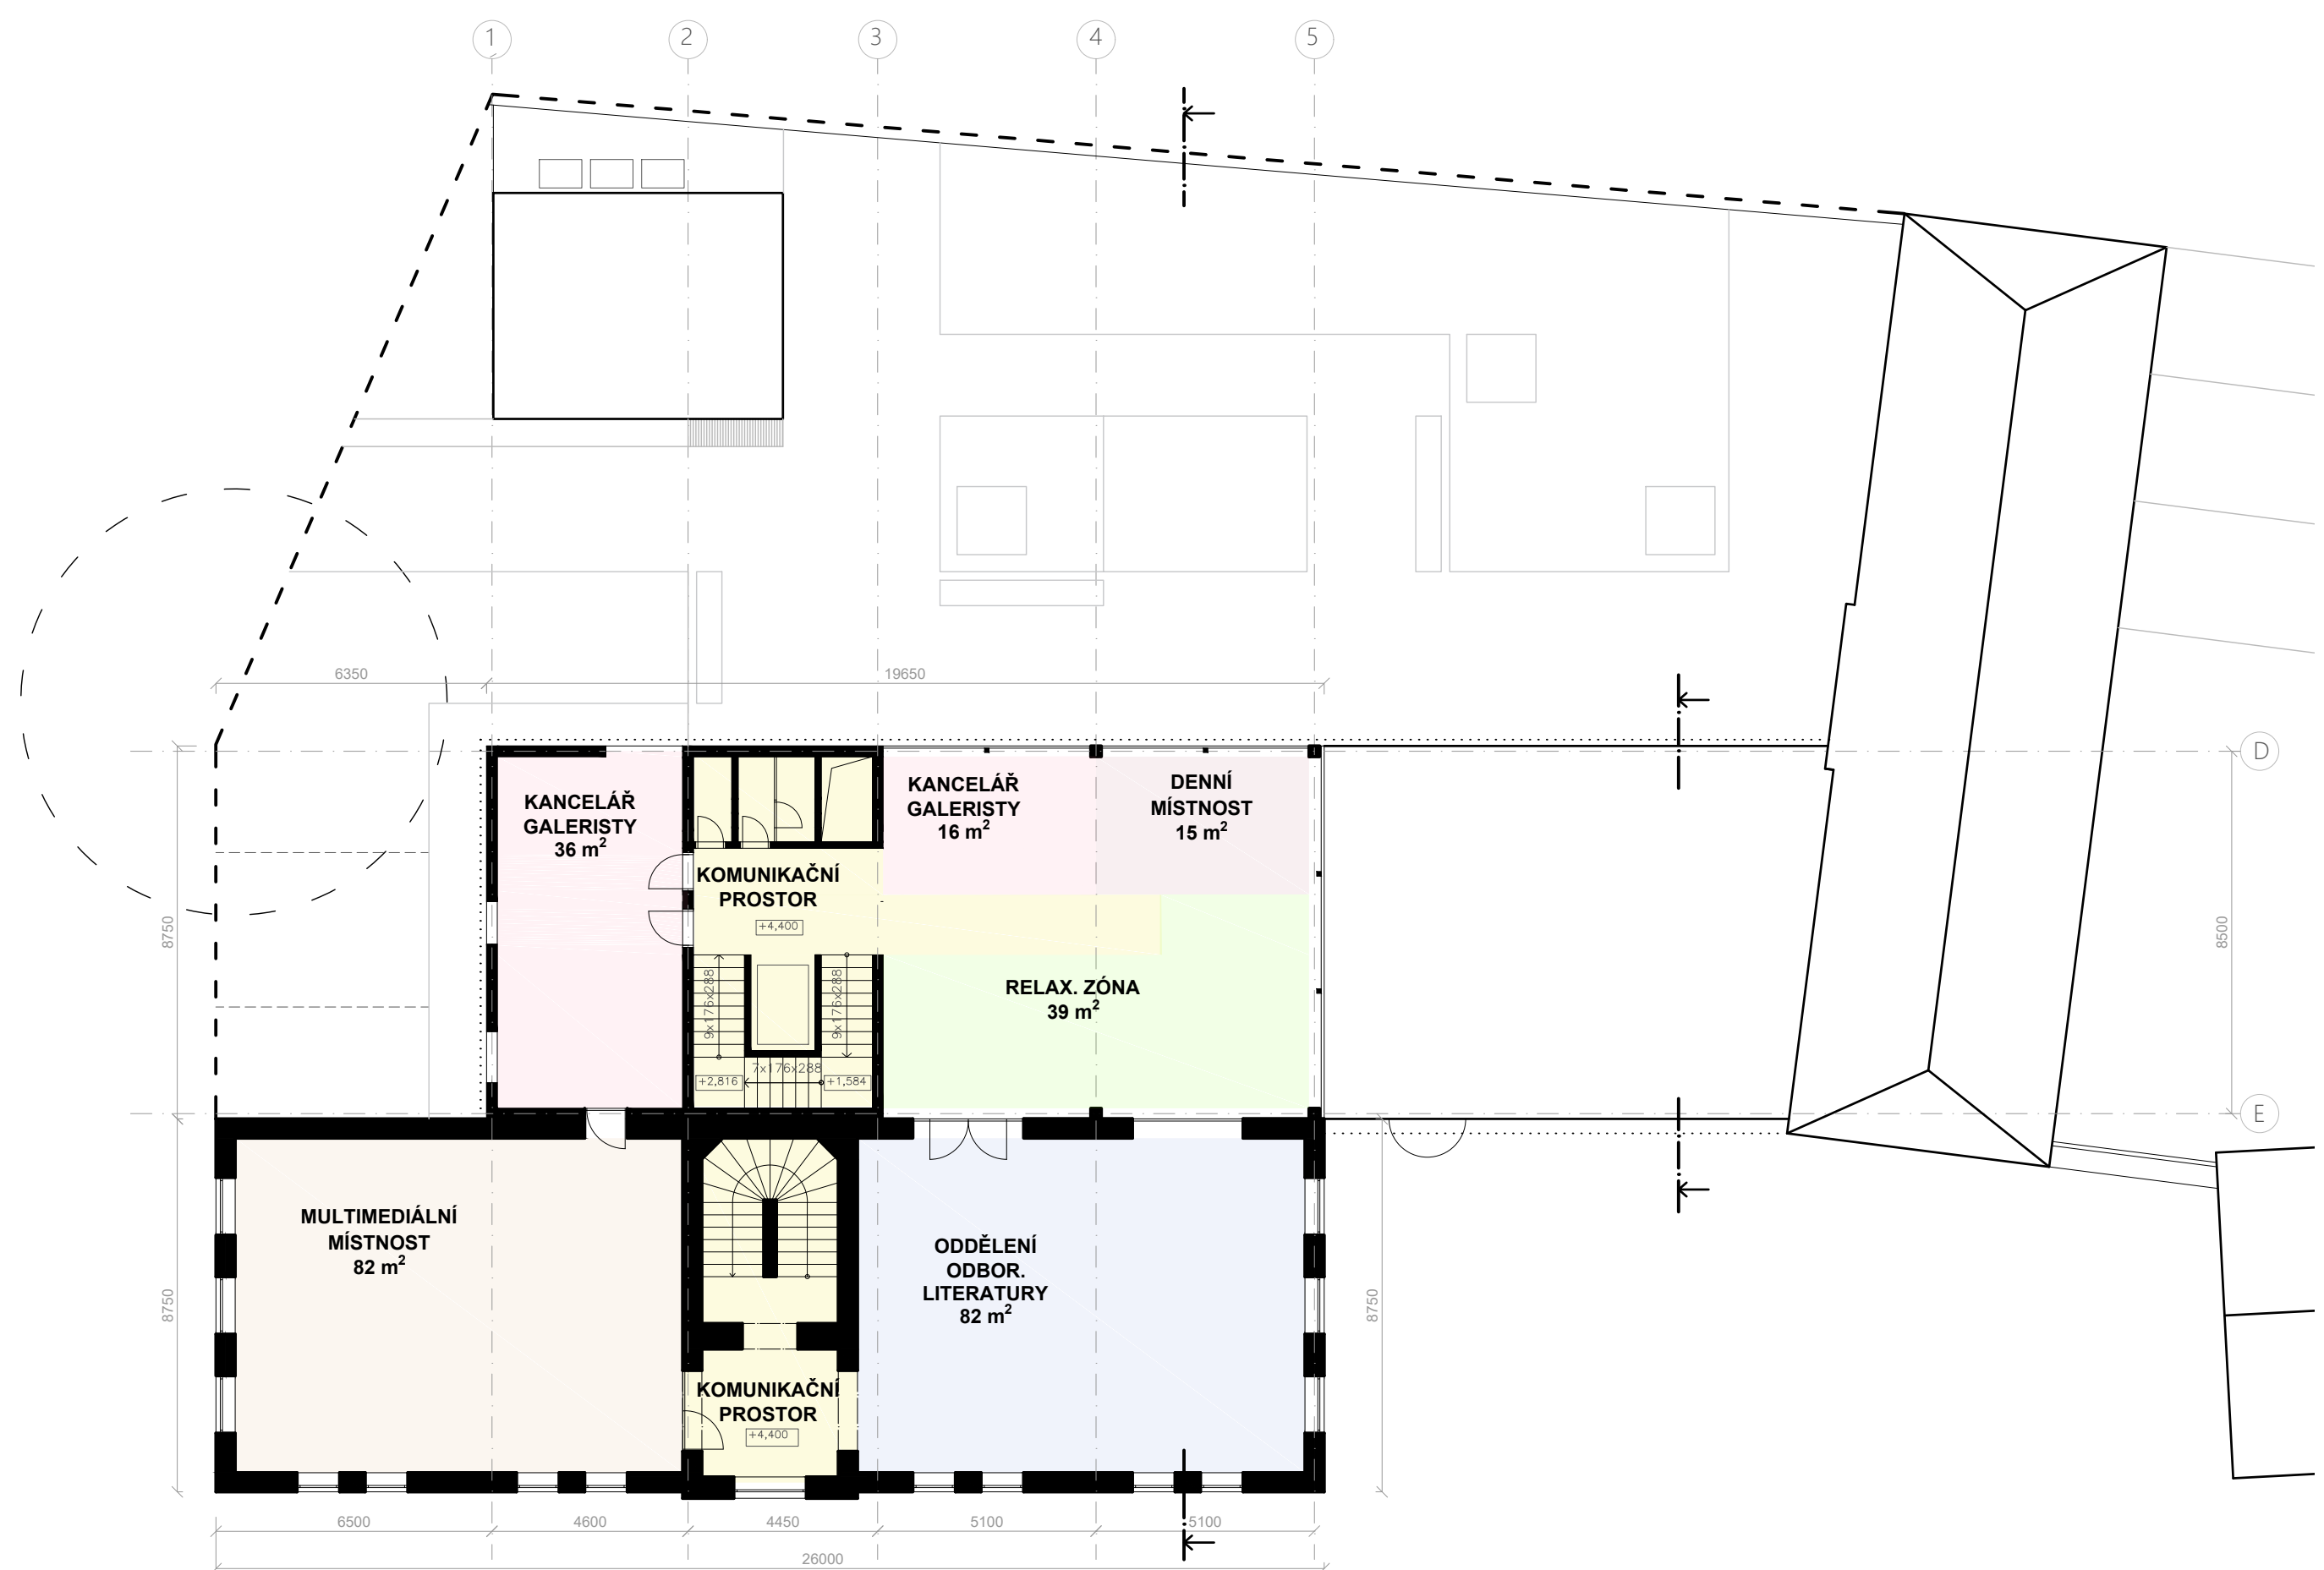 1 2 3 4 5
6350 19650
D
KANCELÁŘ
GALERISTY
36 m²
KANCELÁŘ
GALERISTY
16 m²
DENNÍ
MÍSTNOST
15 m²
KOMUNIKAČNÍ
PROSTOR
+4,400
8750
8500
9x176x288
9x176x288
RELAX. ZÓNA
39 m²
7x176x288
+2,816
+1,584
E
MULTIMEDIÁLNÍ
MÍSTNOST
82 m²
ODDĚLENÍ
ODBOR.
LITERATURY
82 m²
8750
8750
KOMUNIKAČNÍ
PROSTOR
+4,400
6500 4600 4450 5100 5100
26000